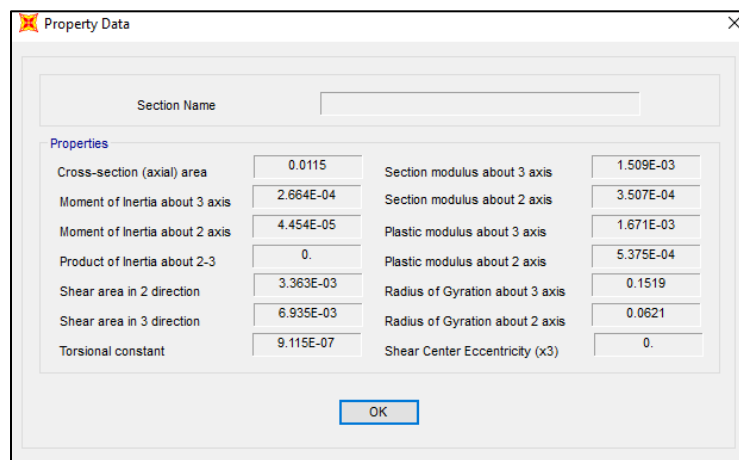 Property Data
Section Name
Properties
Cross-section (axial) area 0.0115 Section modulus about 3 axis 1.509E-03
Moment of Inertia about 3 axis 2.664E-04 Section modulus about 2 axis 3.507E-04
Moment of Inertia about 2 axis 4.454E-05 Plastic modulus about 3 axis 1.671E-03
Product of Inertia about 2-3 0. Plastic modulus about 2 axis 5.375E-04
Shear area in 2 direction 3.363E-03 Radius of Gyration about 3 axis 0.1519
Shear area in 3 direction 6.935E-03 Radius of Gyration about 2 axis 0.0621
Torsional constant 9.115E-07 Shear Center Eccentricity (x3) 0.
OK